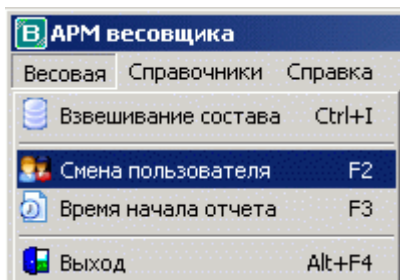 B АРМ весовщика
Весовая Справочники Справка
Взвешивание состава Ctrl+I
Смена пользователя F2
Время начала отчета F3
Выход Alt+F4